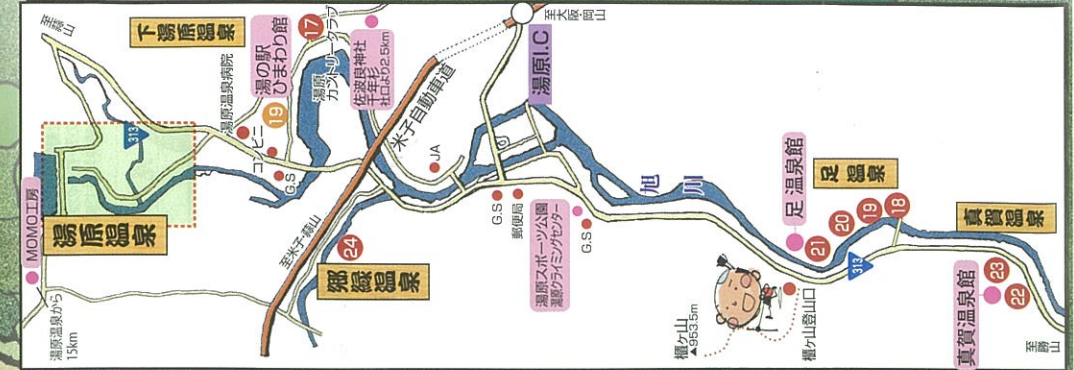 至蒜山
下湯原温泉
湯の駅
ひまわり館
17
湯原
カントリークラブ
佐波良神社
千年杉
社口より2.5km
至大阪
岡山
湯原I.C
湯原温泉病院
19
コンビニ
G.S
313
MOMO工房
湯原温泉
湯原温泉から
15km
米子自動車道
至米子・蒜山
24
郷緑温泉
JA
G.S
郵便局
湯原スポーツ公園
湯原クライミングセンター
G.S
旭川
足温泉館
足温泉
21
20
19
18
313
櫃ヶ山
▲953.5m
櫃ヶ山登山口
真賀温泉
真賀温泉館
23
22
至勝山